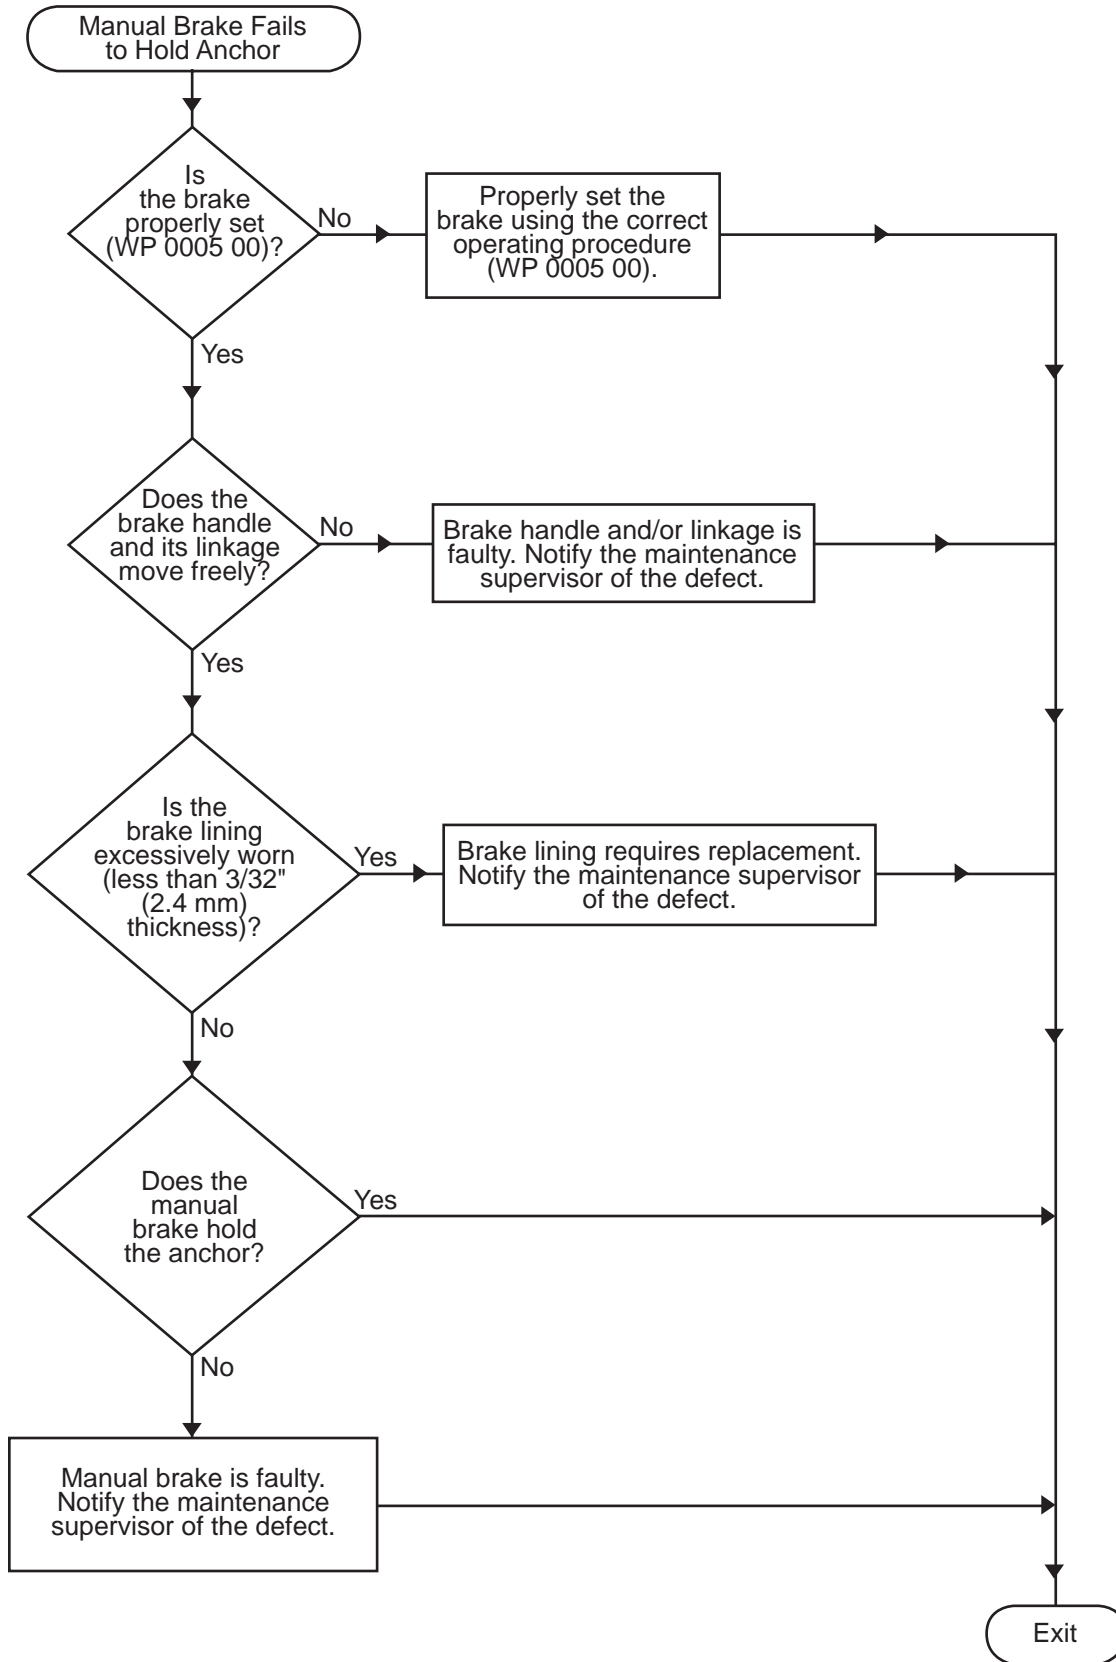 Manual Brake Fails
to Hold Anchor
Is
the brake
properly set
(WP 0005 00)?
No
Properly set the
brake using the correct
operating procedure
(WP 0005 00).
Yes
Does the
brake handle
and its linkage
move freely?
No
Brake handle and/or linkage is
faulty. Notify the maintenance
supervisor of the defect.
Yes
Is the
brake lining
excessively worn
(less than 3/32"
(2.4 mm)
thickness)?
Yes
Brake lining requires replacement.
Notify the maintenance supervisor
of the defect.
No
Does the
manual
brake hold
the anchor?
Yes
No
Manual brake is faulty.
Notify the maintenance
supervisor of the defect.
Exit